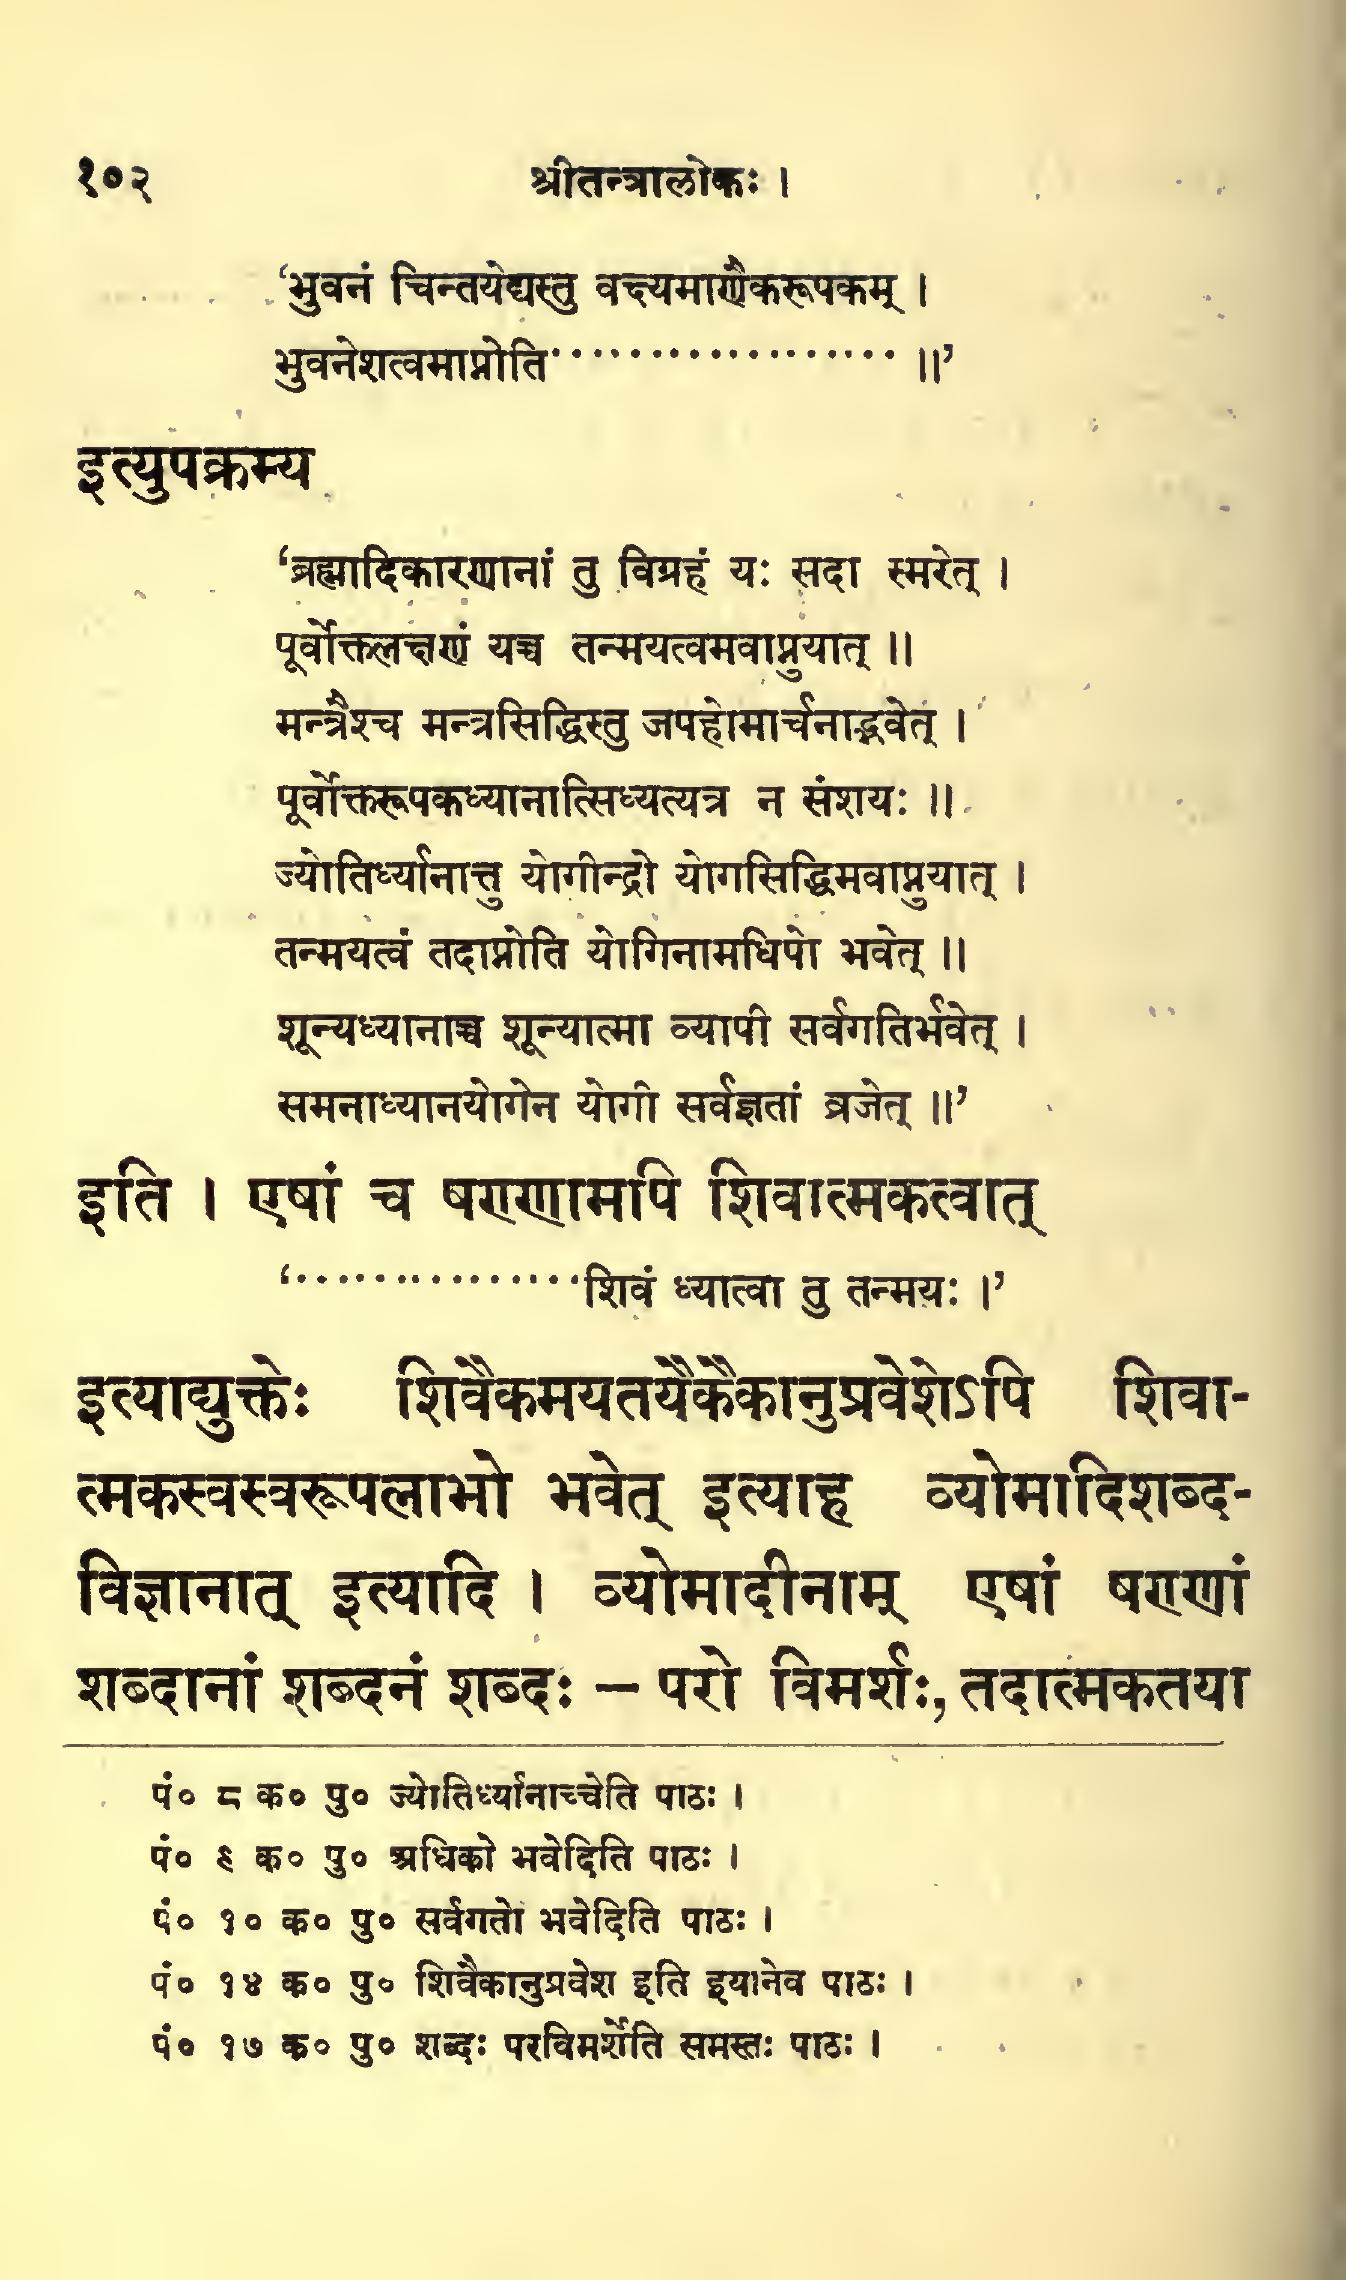 १०२ श्रीतन्त्रालोकः ।
‘भुवनं चिन्तयेद्यस्तु वक्ष्यमाणैकरूपकम् ।
भुवनेशत्वमाप्नोति··················· ॥’
इत्युपक्रम्य
‘ब्रह्मादिकारणानां तु विग्रहं यः सदा स्मरेत् ।
पूर्वोक्तलक्षणं यच्च तन्मयत्वमवाप्नुयात् ॥
मन्त्रैश्च मन्त्रसिद्धिस्तु जपहोमार्चनाद्भवेत् ।
पूर्वोक्तरूपकध्यानात्सिध्यत्यत्र न संशयः ॥
ज्योतिर्ध्यानात्तु योगीन्द्रो योगसिद्धिमवाप्नुयात् ।
तन्मयत्वं तदाप्नोति योगिनामधिपो भवेत् ॥
शून्यध्यानाच्च शून्यात्मा व्यापी सर्वगतिर्भवेत् ।
समनाध्यानयोगेन योगी सर्वज्ञतां व्रजेत् ॥’
इति । एषां च षण्णामपि शिवात्मकत्वात्
‘················शिवं ध्यात्वा तु तन्मयः ।’
इत्याद्युक्तेः शिवैकमयतयैकैकानुप्रवेशेऽपि शिवा-
त्मकस्वस्वरूपलाभो भवेत् इत्याह व्योमादिशब्द-
विज्ञानात् इत्यादि । व्योमादीनाम् एषां षण्णां
शब्दानां शब्दनं शब्दः — परो विमर्शः, तदात्मकतया
पं० ८ क० पु० ज्योतिर्ध्यानाच्चेति पाठः ।
पं० ९ क० पु० अधिको भवेदिति पाठः ।
पं० १० क० पु० सर्वगतो भवेदिति पाठः ।
पं० १४ क० पु० शिवैकानुप्रवेश इति इयानेव पाठः ।
पं० १७ क० पु० शब्दः परविमर्शेति समस्तः पाठः ।